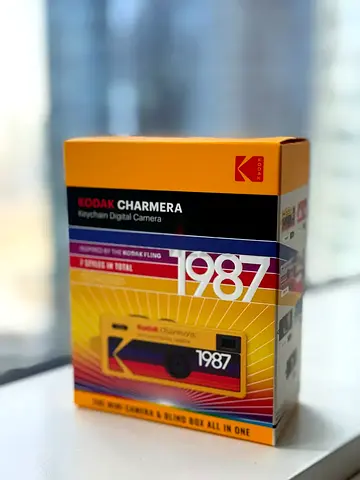 KODAK
KODAK CHARMERA
Keychain Digital Camera
INSPIRED BY THE KODAK FLING
7 STYLES IN TOTAL
1987
Kodak Charmera
1987
THE MINI CAMERA & BLIND BOX ALL IN ONE